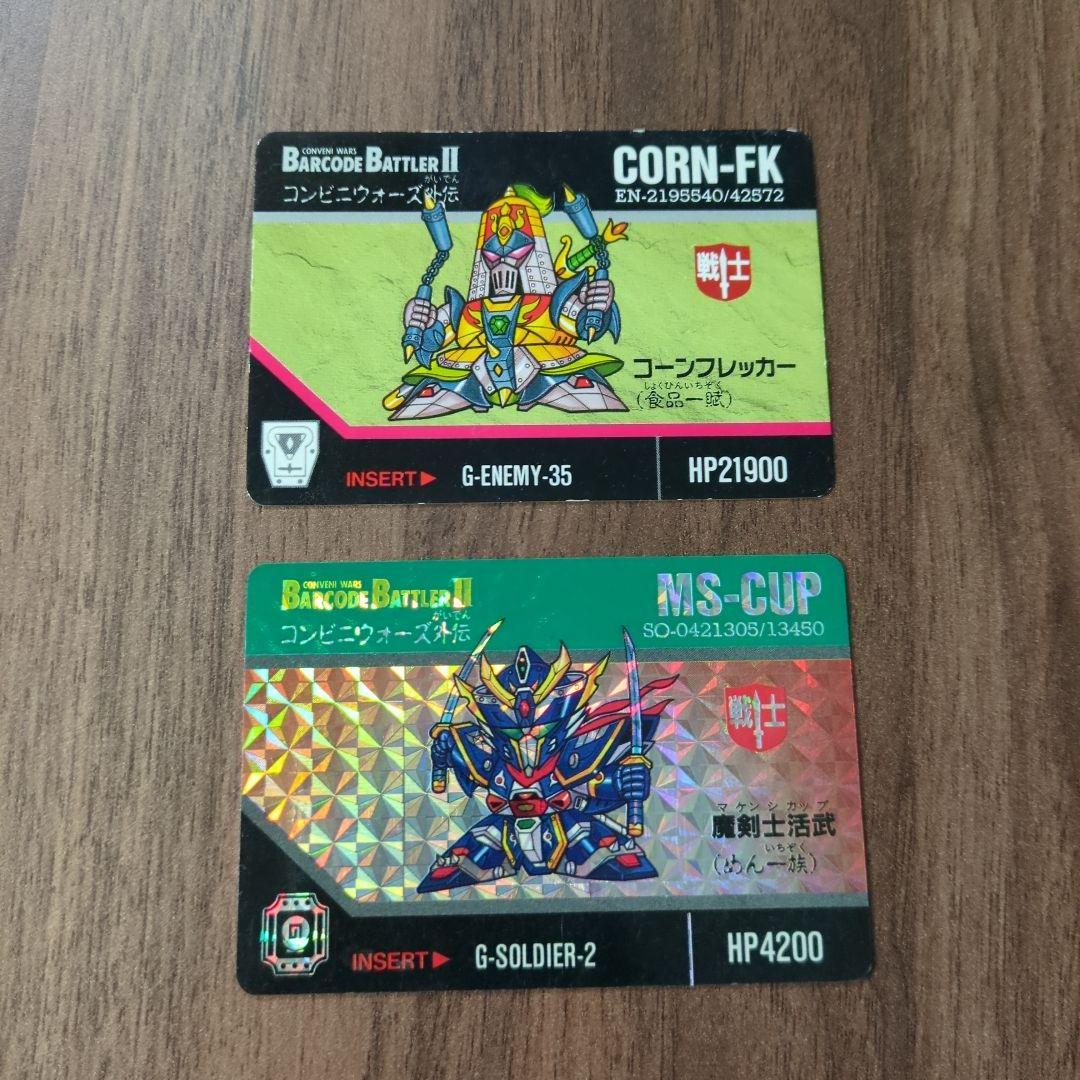 CONVENI WARS
BARCODE BATTLER II
がいでん
コンビニウォーズ外伝
CORN-FK
EN-2195540/42572
戦士
コーンフレッカー
しょくひんいちぞく
(食品一賊)
INSERT▶ G-ENEMY-35
HP21900
CONVENI WARS
BARCODE BATTLER II
がいでん
コンビニウォーズ外伝
MS-CUP
SO-0421305/13450
戦士
マケンシカップ
魔剣士活武
いちぞく
(めん一族)
INSERT▶ G-SOLDIER-2
HP4200